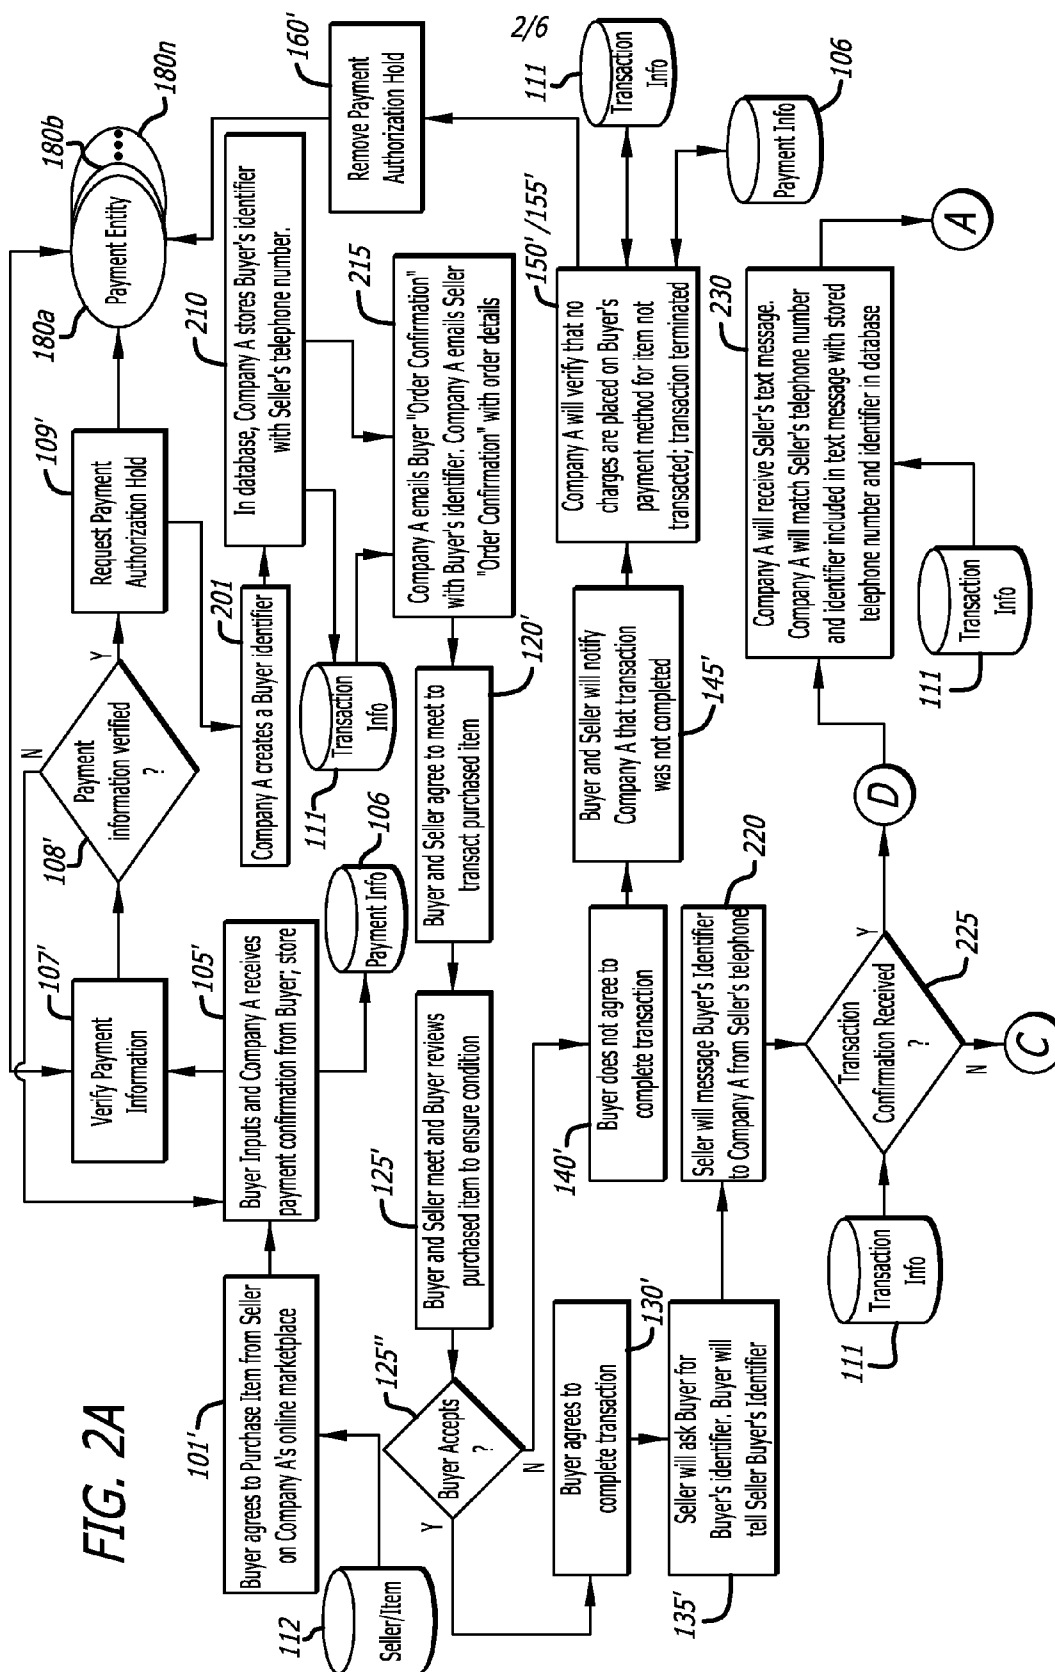 FIG. 2A
2/6
112
Seller/Item
101'
Buyer agrees to Purchase Item from Seller
on Company A's online marketplace
105'
Buyer Inputs and Company A receives
payment confirmation from Buyer; store
106
Payment Info
107'
Verify Payment
Information
108'
Payment
information verified
?
N
Y
109'
Request Payment
Authorization Hold
180a
180b
180n
Payment Entity
201
Company A creates a Buyer identifier
210
In database, Company A stores Buyer's identifier
with Seller's telephone number.
111
Transaction
Info
160'
Remove Payment
Authorization Hold
215
Company A emails Buyer "Order Confirmation"
with Buyer's identifier. Company A emails Seller
"Order Confirmation" with order details
120'
Buyer and Seller agree to meet to
transact purchased item
125'
Buyer and Seller meet and Buyer reviews
purchased item to ensure condition
125"
Buyer Accepts
?
Y
N
140'
Buyer does not agree to
complete transaction
145'
Buyer and Seller will notify
Company A that transaction
was not completed
150' /155'
Company A will verify that no
charges are placed on Buyer's
payment method for item not
transacted; transaction terminated
111
Transaction
Info
106
Payment Info
130'
Buyer agrees to
complete transaction
135'
Seller will ask Buyer for
Buyer's identifier. Buyer will
tell Seller Buyer's Identifier
220
Seller will message Buyer's Identifier
to Company A from Seller's telephone
225
Transaction
Confirmation Received
?
Y
N
111
Transaction
Info
C
D
230
Company A will receive Seller's text message.
Company A will match Seller's telephone number
and identifier included in text message with stored
telephone number and identifier in database
111
Transaction
Info
A